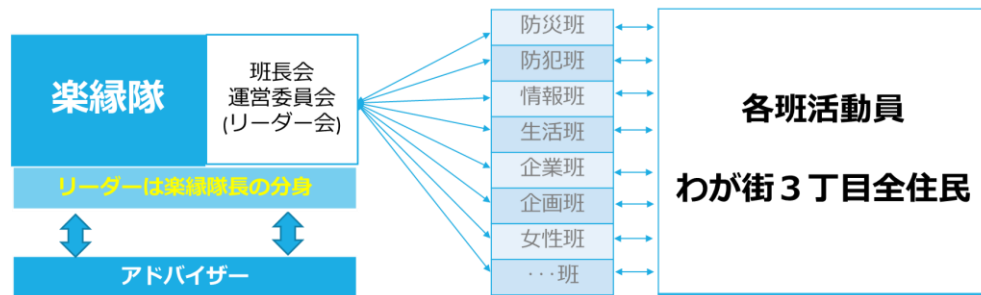 楽縁隊
班長会
運営委員会
(リーダー会)
リーダーは楽縁隊長の分身
アドバイザー
防災班
防犯班
情報班
生活班
企業班
企画班
女性班
・・・班
各班活動員
わが街３丁目全住民